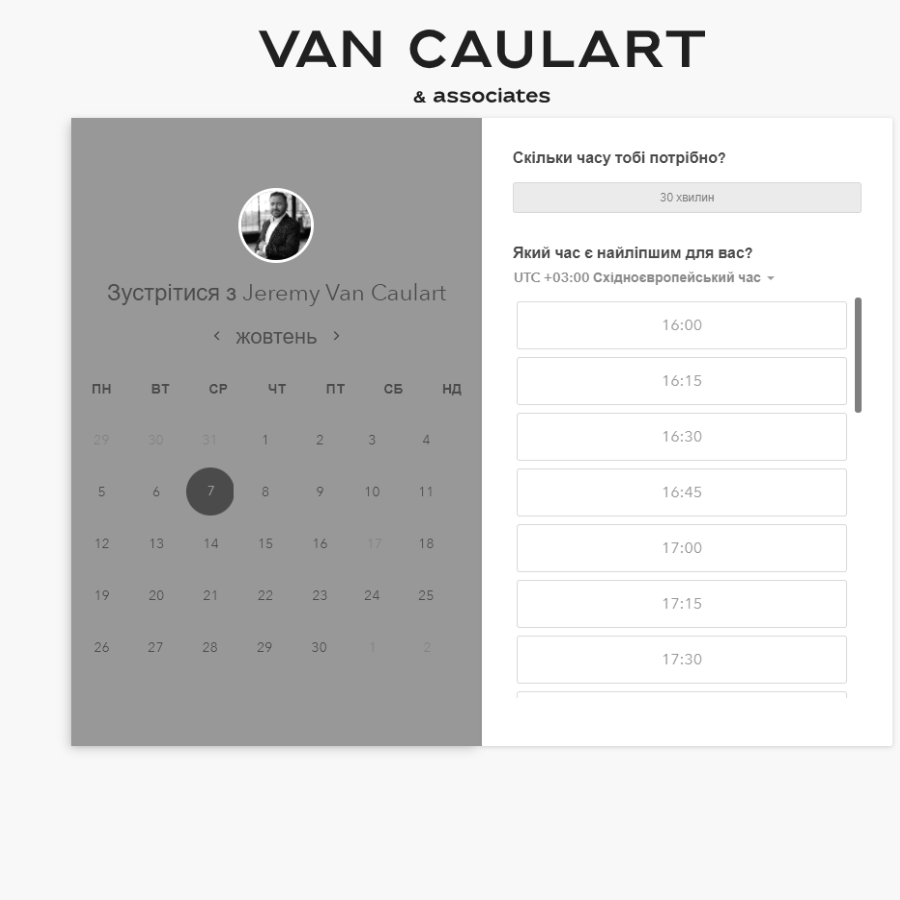 VAN CAULART
& associates
Зустрітися з Jeremy Van Caulart
жовтень
ПН ВТ СР ЧТ ПТ СБ НД
29 30 31 1 2 3 4
5 6 7 8 9 10 11
12 13 14 15 16 17 18
19 20 21 22 23 24 25
26 27 28 29 30 1 2
Скільки часу тобі потрібно?
30 хвилин
Який час є найліпшим для вас?
UTC +03:00 Східноєвропейський час
16:00
16:15
16:30
16:45
17:00
17:15
17:30